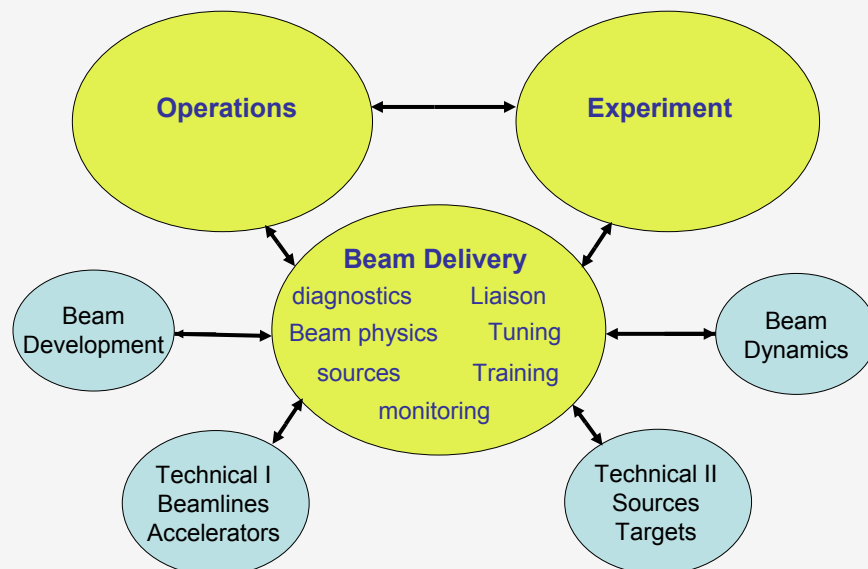 Operations
Experiment
Beam Delivery
diagnostics Liaison
Beam physics Tuning
sources Training
monitoring
Beam
Development
Beam
Dynamics
Technical I
Beamlines
Accelerators
Technical II
Sources
Targets